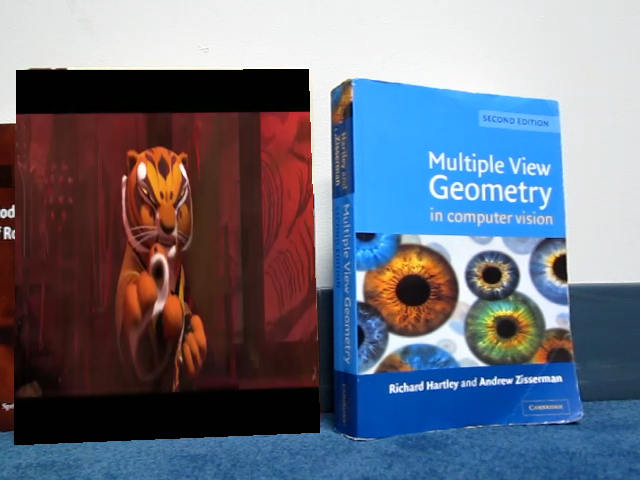 od
f Ro
Spri
Hartley and
Zisserman
Multiple View Geometry
SECOND EDITION
Multiple View
Geometry
in computer vision
Richard Hartley and Andrew Zisserman
CAMBRIDGE